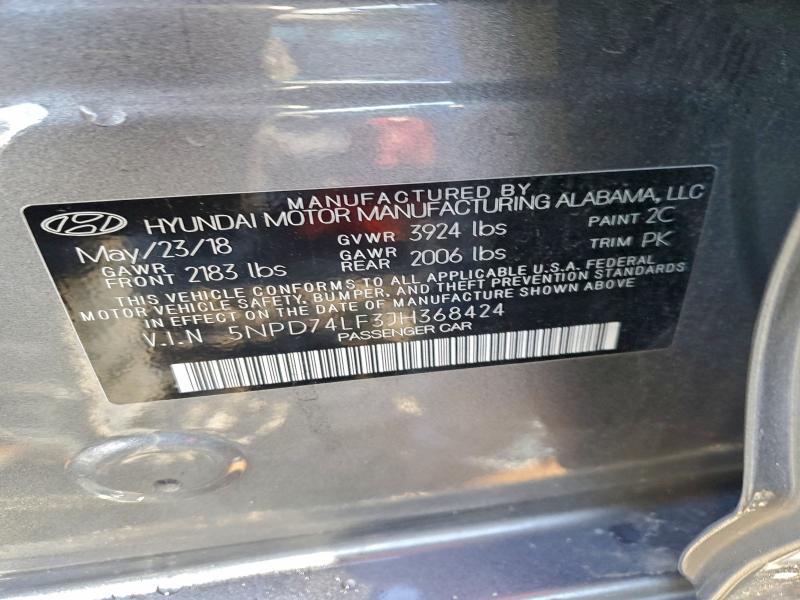 MANUFACTURED BY
HYUNDAI MOTOR MANUFACTURING ALABAMA, LLC
May/23/18 GVWR 3924 lbs PAINT 2C
GAWR FRONT 2183 lbs GAWR REAR 2006 lbs TRIM PK
THIS VEHICLE CONFORMS TO ALL APPLICABLE U.S.A. FEDERAL
MOTOR VEHICLE SAFETY, BUMPER, AND THEFT PREVENTION STANDARDS
IN EFFECT ON THE DATE OF MANUFACTURE SHOWN ABOVE
V.I.N 5NPD74LF3JH368424
PASSENGER CAR